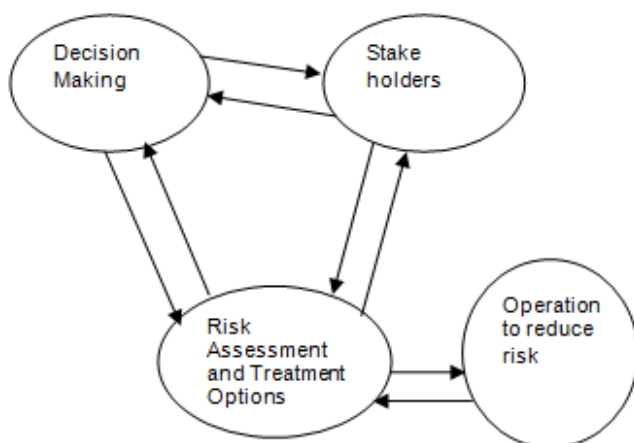 Decision
Making
Stake
holders
Risk
Assessment
and Treatment
Options
Operation
to reduce
risk